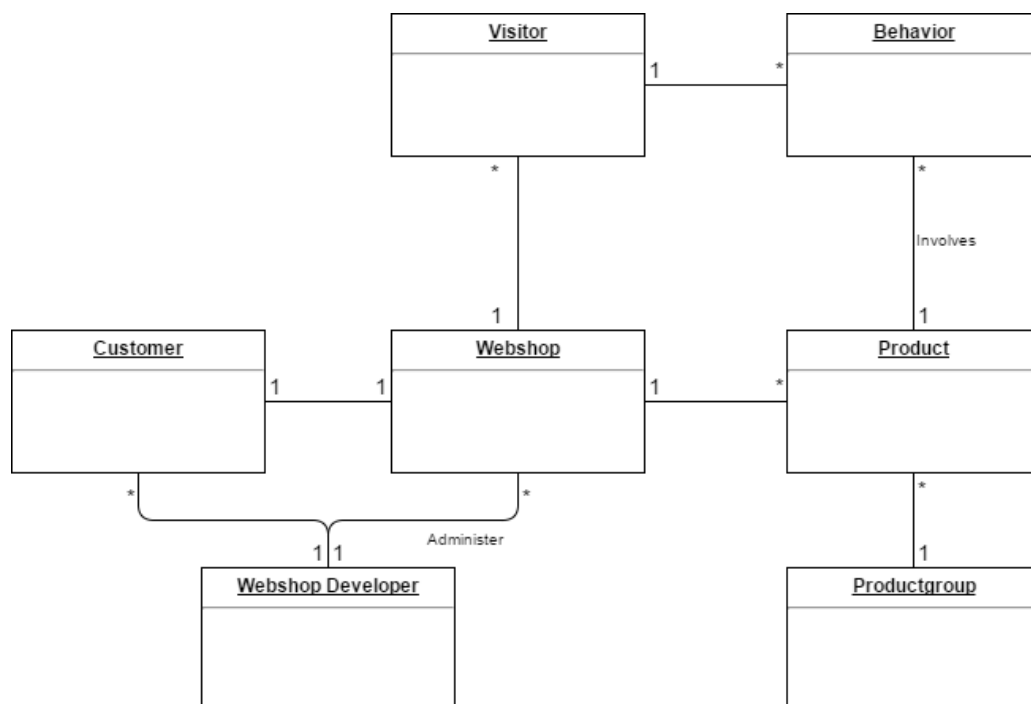 Visitor
Behavior
1
*
*
*
Involves
1
1
Customer
Webshop
Product
1
1
1
*
*
*
*
Administer
1
1
1
Webshop Developer
Productgroup